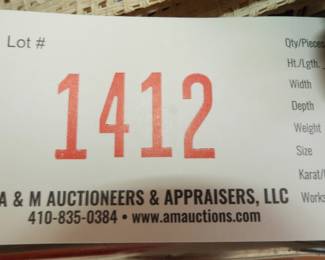 Lot #
1412
Qty/Pieces
Ht./Lgth.
Width
Depth
Weight
Size
Karat/
Works
A & M AUCTIONEERS & APPRAISERS, LLC
410-835-0384 • www.amauctions.com